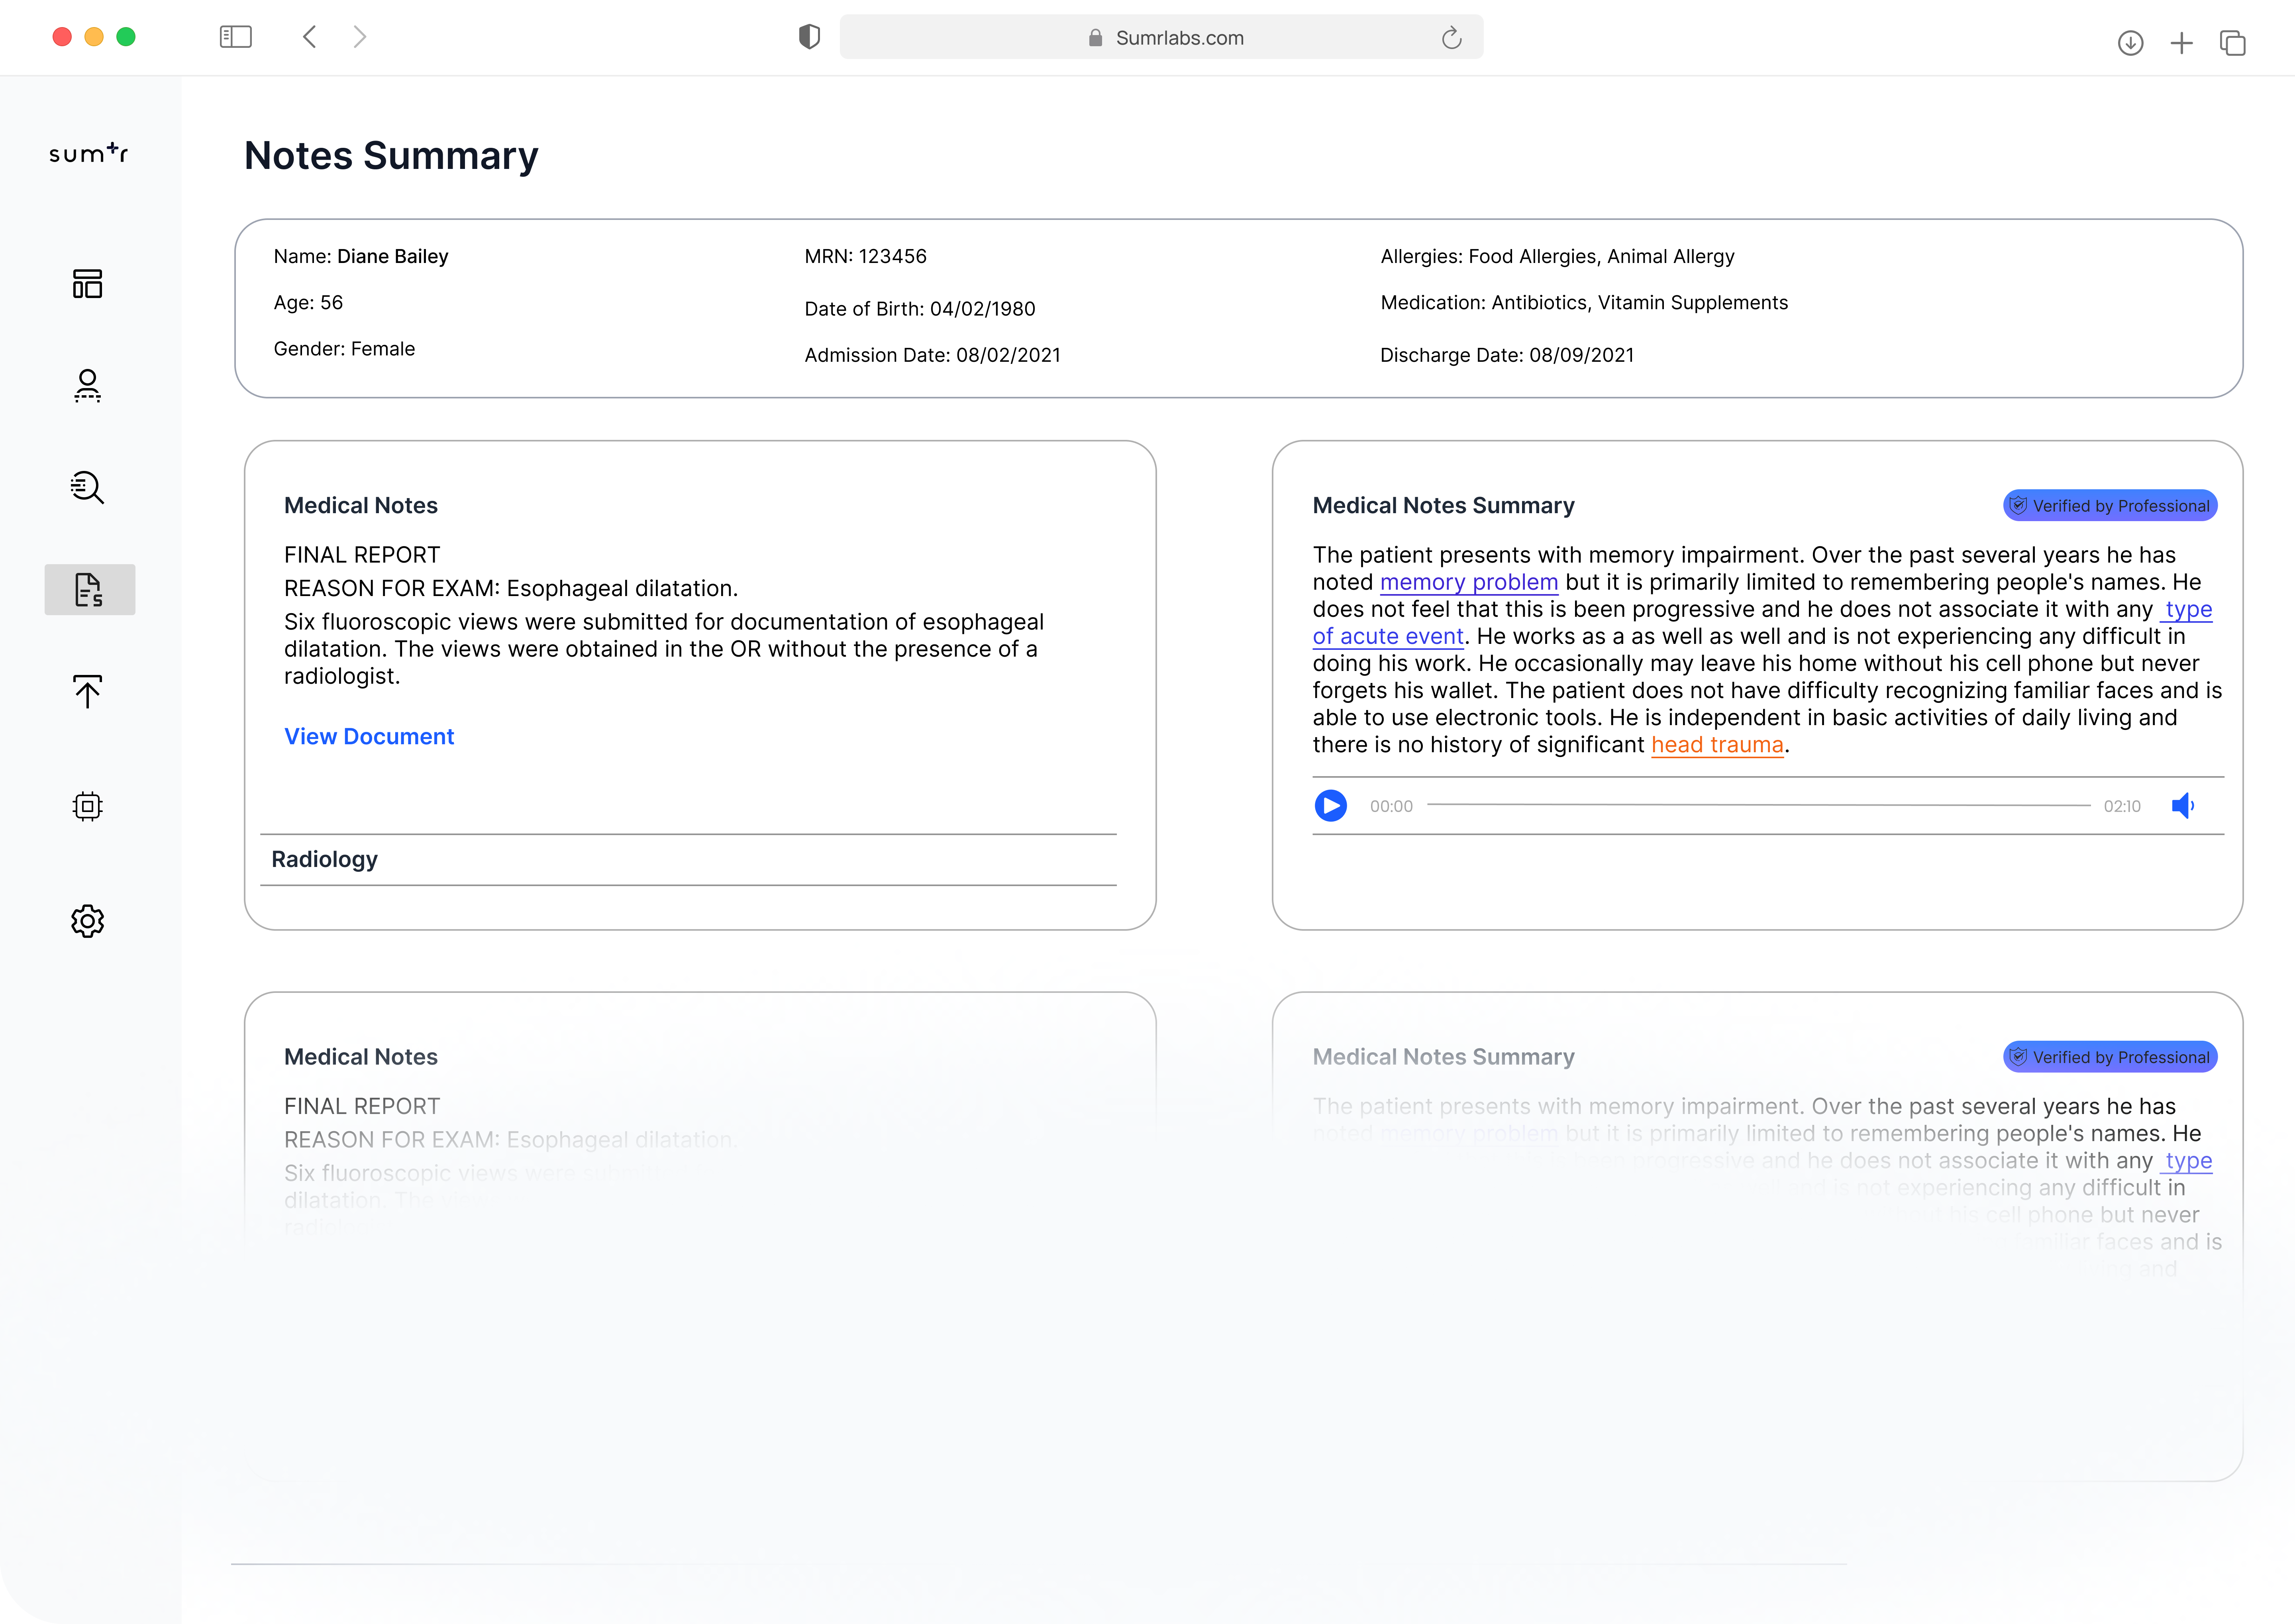 Sumrlabs.com
sum+r
Notes Summary
Name: Diane Bailey
Age: 56
Gender: Female
MRN: 123456
Date of Birth: 04/02/1980
Admission Date: 08/02/2021
Allergies: Food Allergies, Animal Allergy
Medication: Antibiotics, Vitamin Supplements
Discharge Date: 08/09/2021
Medical Notes
FINAL REPORT
REASON FOR EXAM: Esophageal dilatation.
Six fluoroscopic views were submitted for documentation of esophageal
dilatation. The views were obtained in the OR without the presence of a
radiologist.
View Document
Radiology
Medical Notes Summary
Verified by Professional
The patient presents with memory impairment. Over the past several years he has
noted memory problem but it is primarily limited to remembering people's names. He
does not feel that this is been progressive and he does not associate it with any type
of acute event. He works as a as well as well and is not experiencing any difficult in
doing his work. He occasionally may leave his home without his cell phone but never
forgets his wallet. The patient does not have difficulty recognizing familiar faces and is
able to use electronic tools. He is independent in basic activities of daily living and
there is no history of significant head trauma.
00:00
02:10
Medical Notes
FINAL REPORT
REASON FOR EXAM: Esophageal dilatation.
Six fluoroscopic views were
dilatation. The
Medical Notes Summary
Verified by Professional
The patient presents with memory impairment. Over the past several years he has
noted memory problem but it is primarily limited to remembering people's names. He
been progressive and he does not associate it with any type
is not experiencing any difficult in
his cell phone but never
faces and is
and